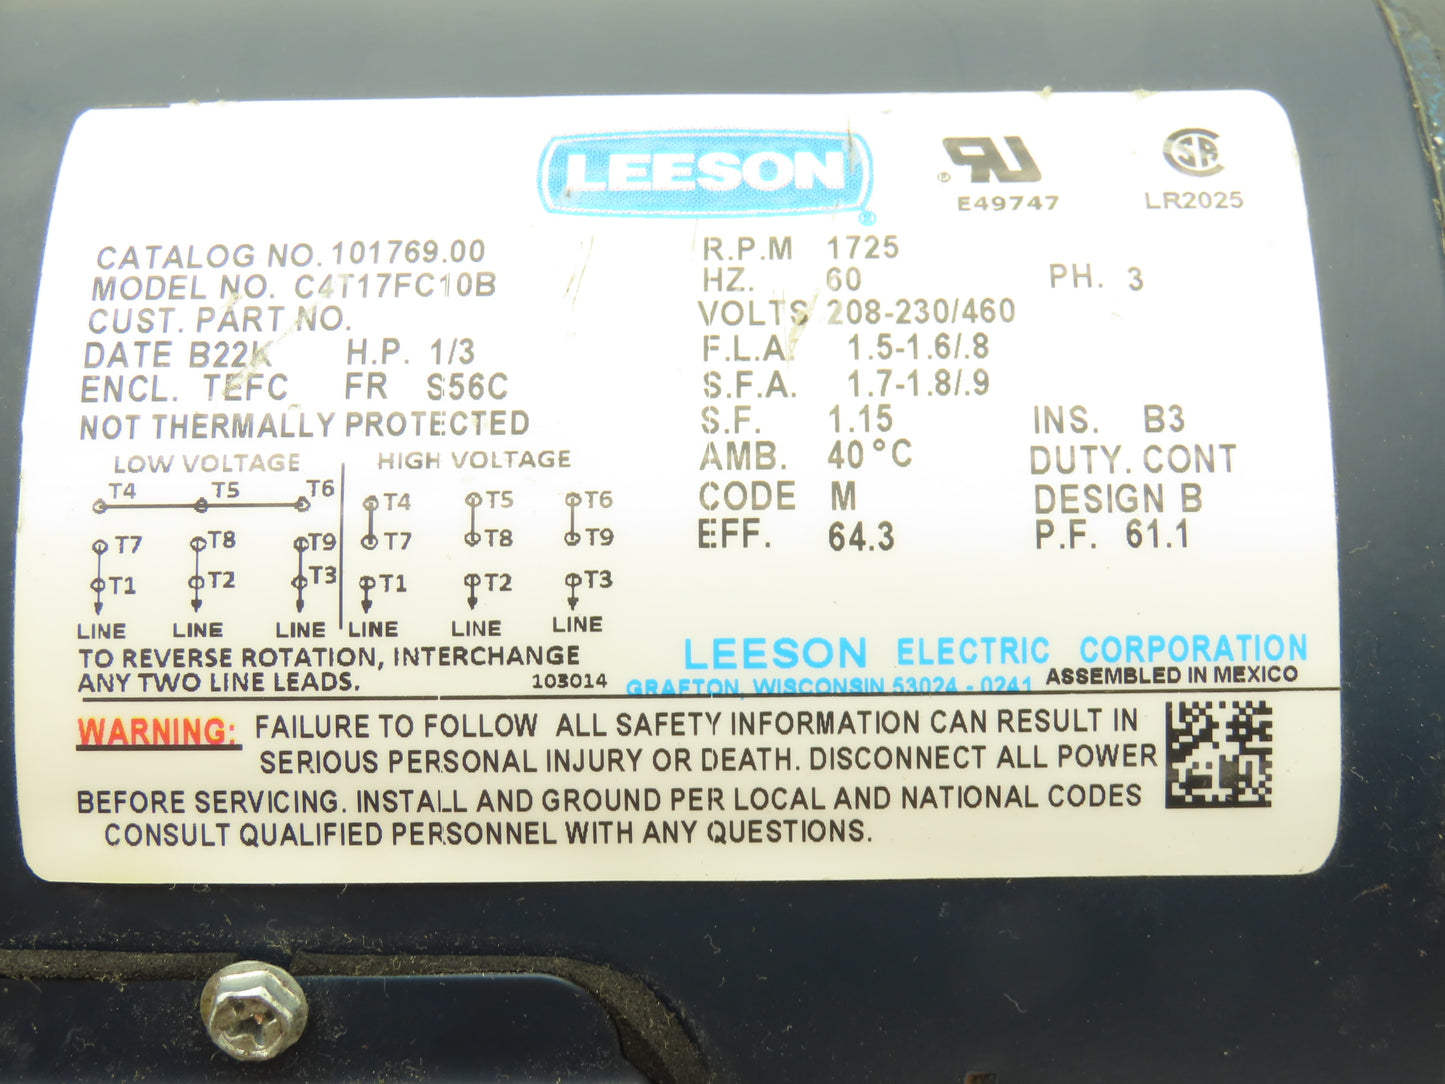 LEESON®
® RU
E49747
SA
LR2025
CATALOG NO. 101769.00
MODEL NO. C4T17FC10B
CUST. PART NO.
DATE B22K H.P. 1/3
ENCL. TEFC FR S56C
NOT THERMALLY PROTECTED
R.P.M 1725
HZ. 60 PH. 3
VOLTS 208-230/460
F.L.A. 1.5-1.6/.8
S.F.A. 1.7-1.8/.9
S.F. 1.15 INS. B3
AMB. 40°C DUTY. CONT
CODE M DESIGN B
EFF. 64.3 P.F. 61.1
LOW VOLTAGE HIGH VOLTAGE
T4 T5 T6 T4 T5 T6
T7 T8 T9 T7 T8 T9
T1 T2 T3 T1 T2 T3
LINE LINE LINE LINE LINE LINE
TO REVERSE ROTATION, INTERCHANGE
ANY TWO LINE LEADS. 103014
LEESON ELECTRIC CORPORATION
GRAFTON, WISCONSIN 53024 - 0241 ASSEMBLED IN MEXICO
WARNING: FAILURE TO FOLLOW ALL SAFETY INFORMATION CAN RESULT IN
SERIOUS PERSONAL INJURY OR DEATH. DISCONNECT ALL POWER
BEFORE SERVICING. INSTALL AND GROUND PER LOCAL AND NATIONAL CODES
CONSULT QUALIFIED PERSONNEL WITH ANY QUESTIONS.